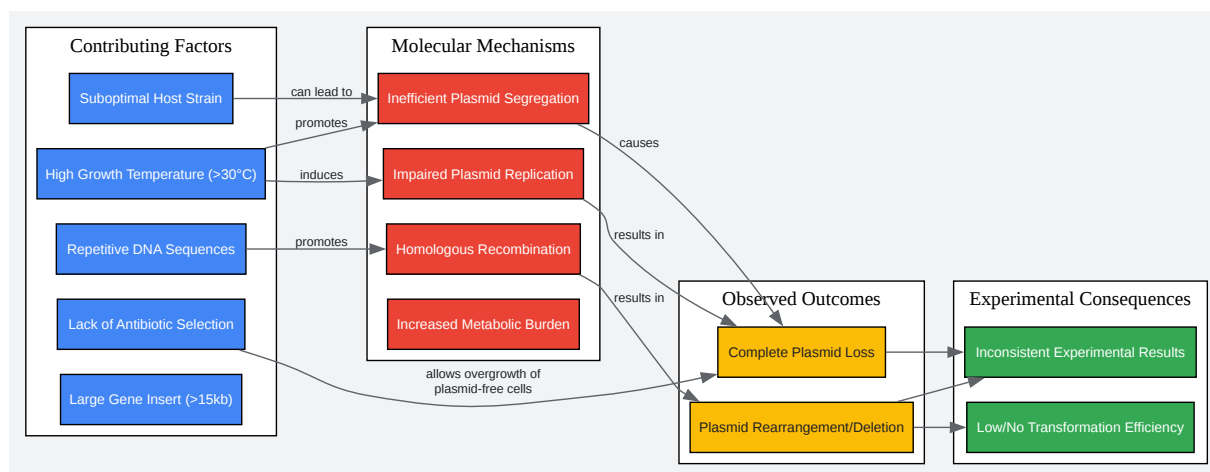 Contributing Factors
Suboptimal Host Strain
High Growth Temperature (>30°C)
Repetitive DNA Sequences
Lack of Antibiotic Selection
Large Gene Insert (>15kb)
can lead to
promotes
induces
promotes
Molecular Mechanisms
Inefficient Plasmid Segregation
Impaired Plasmid Replication
Homologous Recombination
Increased Metabolic Burden
allows overgrowth of
plasmid-free cells
causes
results in
results in
Observed Outcomes
Complete Plasmid Loss
Plasmid Rearrangement/Deletion
Experimental Consequences
Inconsistent Experimental Results
Low/No Transformation Efficiency